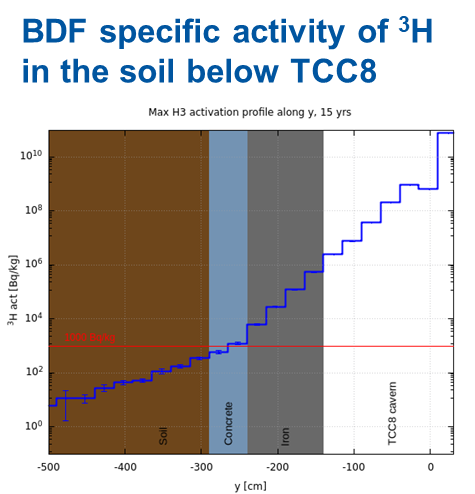 BDF specific activity of ³H
in the soil below TCC8
Max H3 activation profile along y, 15 yrs
³H act [Bq/kg]
10¹⁰
10⁸
10⁶
10⁴
10²
10⁰
Soil
Concrete
Iron
TCC8 cavern
-500
-400
-300
-200
-100
0
y [cm]